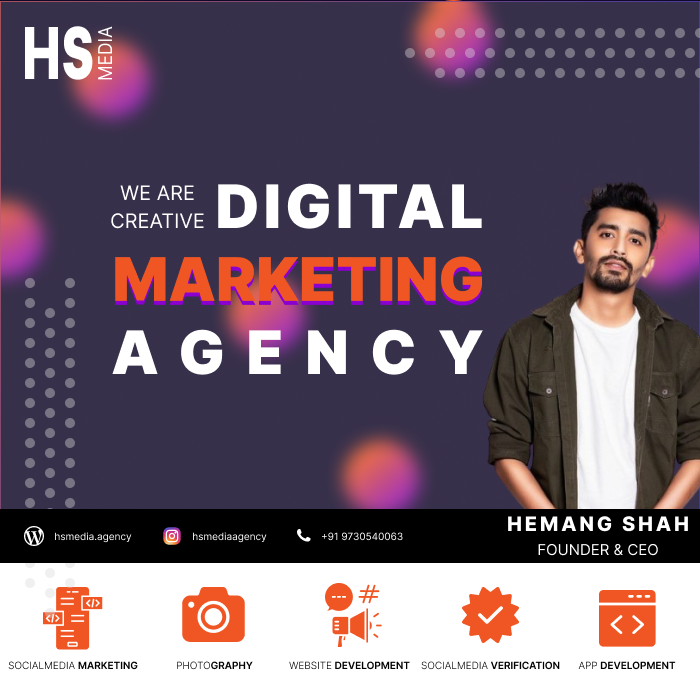 HS MEDIA
WE ARE
CREATIVE DIGITAL
MARKETING
AGENCY
hsmedia.agency
hsmediaagency
+91 9730540063
HEMANG SHAH
FOUNDER & CEO
#
SOCIALMEDIA MARKETING
PHOTOGRAPHY
WEBSITE DEVELOPMENT
SOCIALMEDIA VERIFICATION
APP DEVELOPMENT